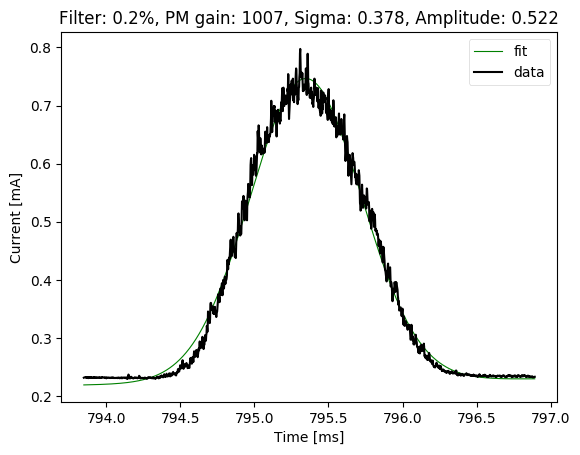 Filter: 0.2%, PM gain: 1007, Sigma: 0.378, Amplitude: 0.522
fit
data
0.8
0.7
0.6
0.5
0.4
0.3
0.2
Current [mA]
794.0 794.5 795.0 795.5 796.0 796.5 797.0
Time [ms]